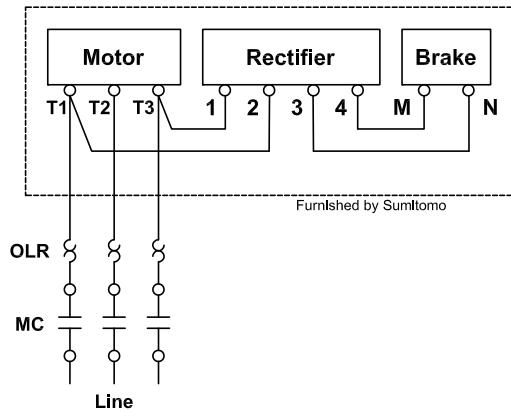 Motor Rectifier Brake
T1 T2 T3 1 2 3 4 M N
Furnished by Sumitomo
OLR
MC
Line